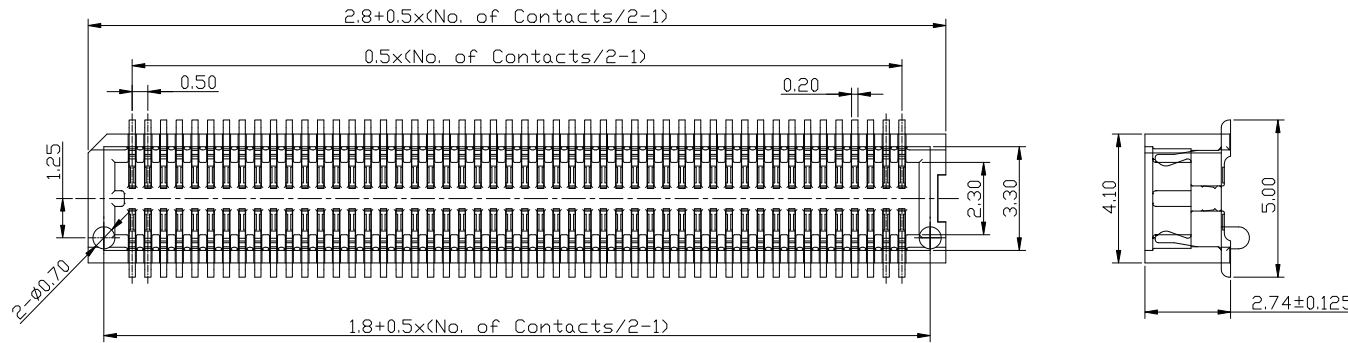 2.8+0.5x(No. of Contacts/2-1)
0.5x(No. of Contacts/2-1)
0.50
0.20
1.25
2.30
3.30
4.10
5.00
2-ø0.70
2.74±0.125
1.8+0.5x(No. of Contacts/2-1)